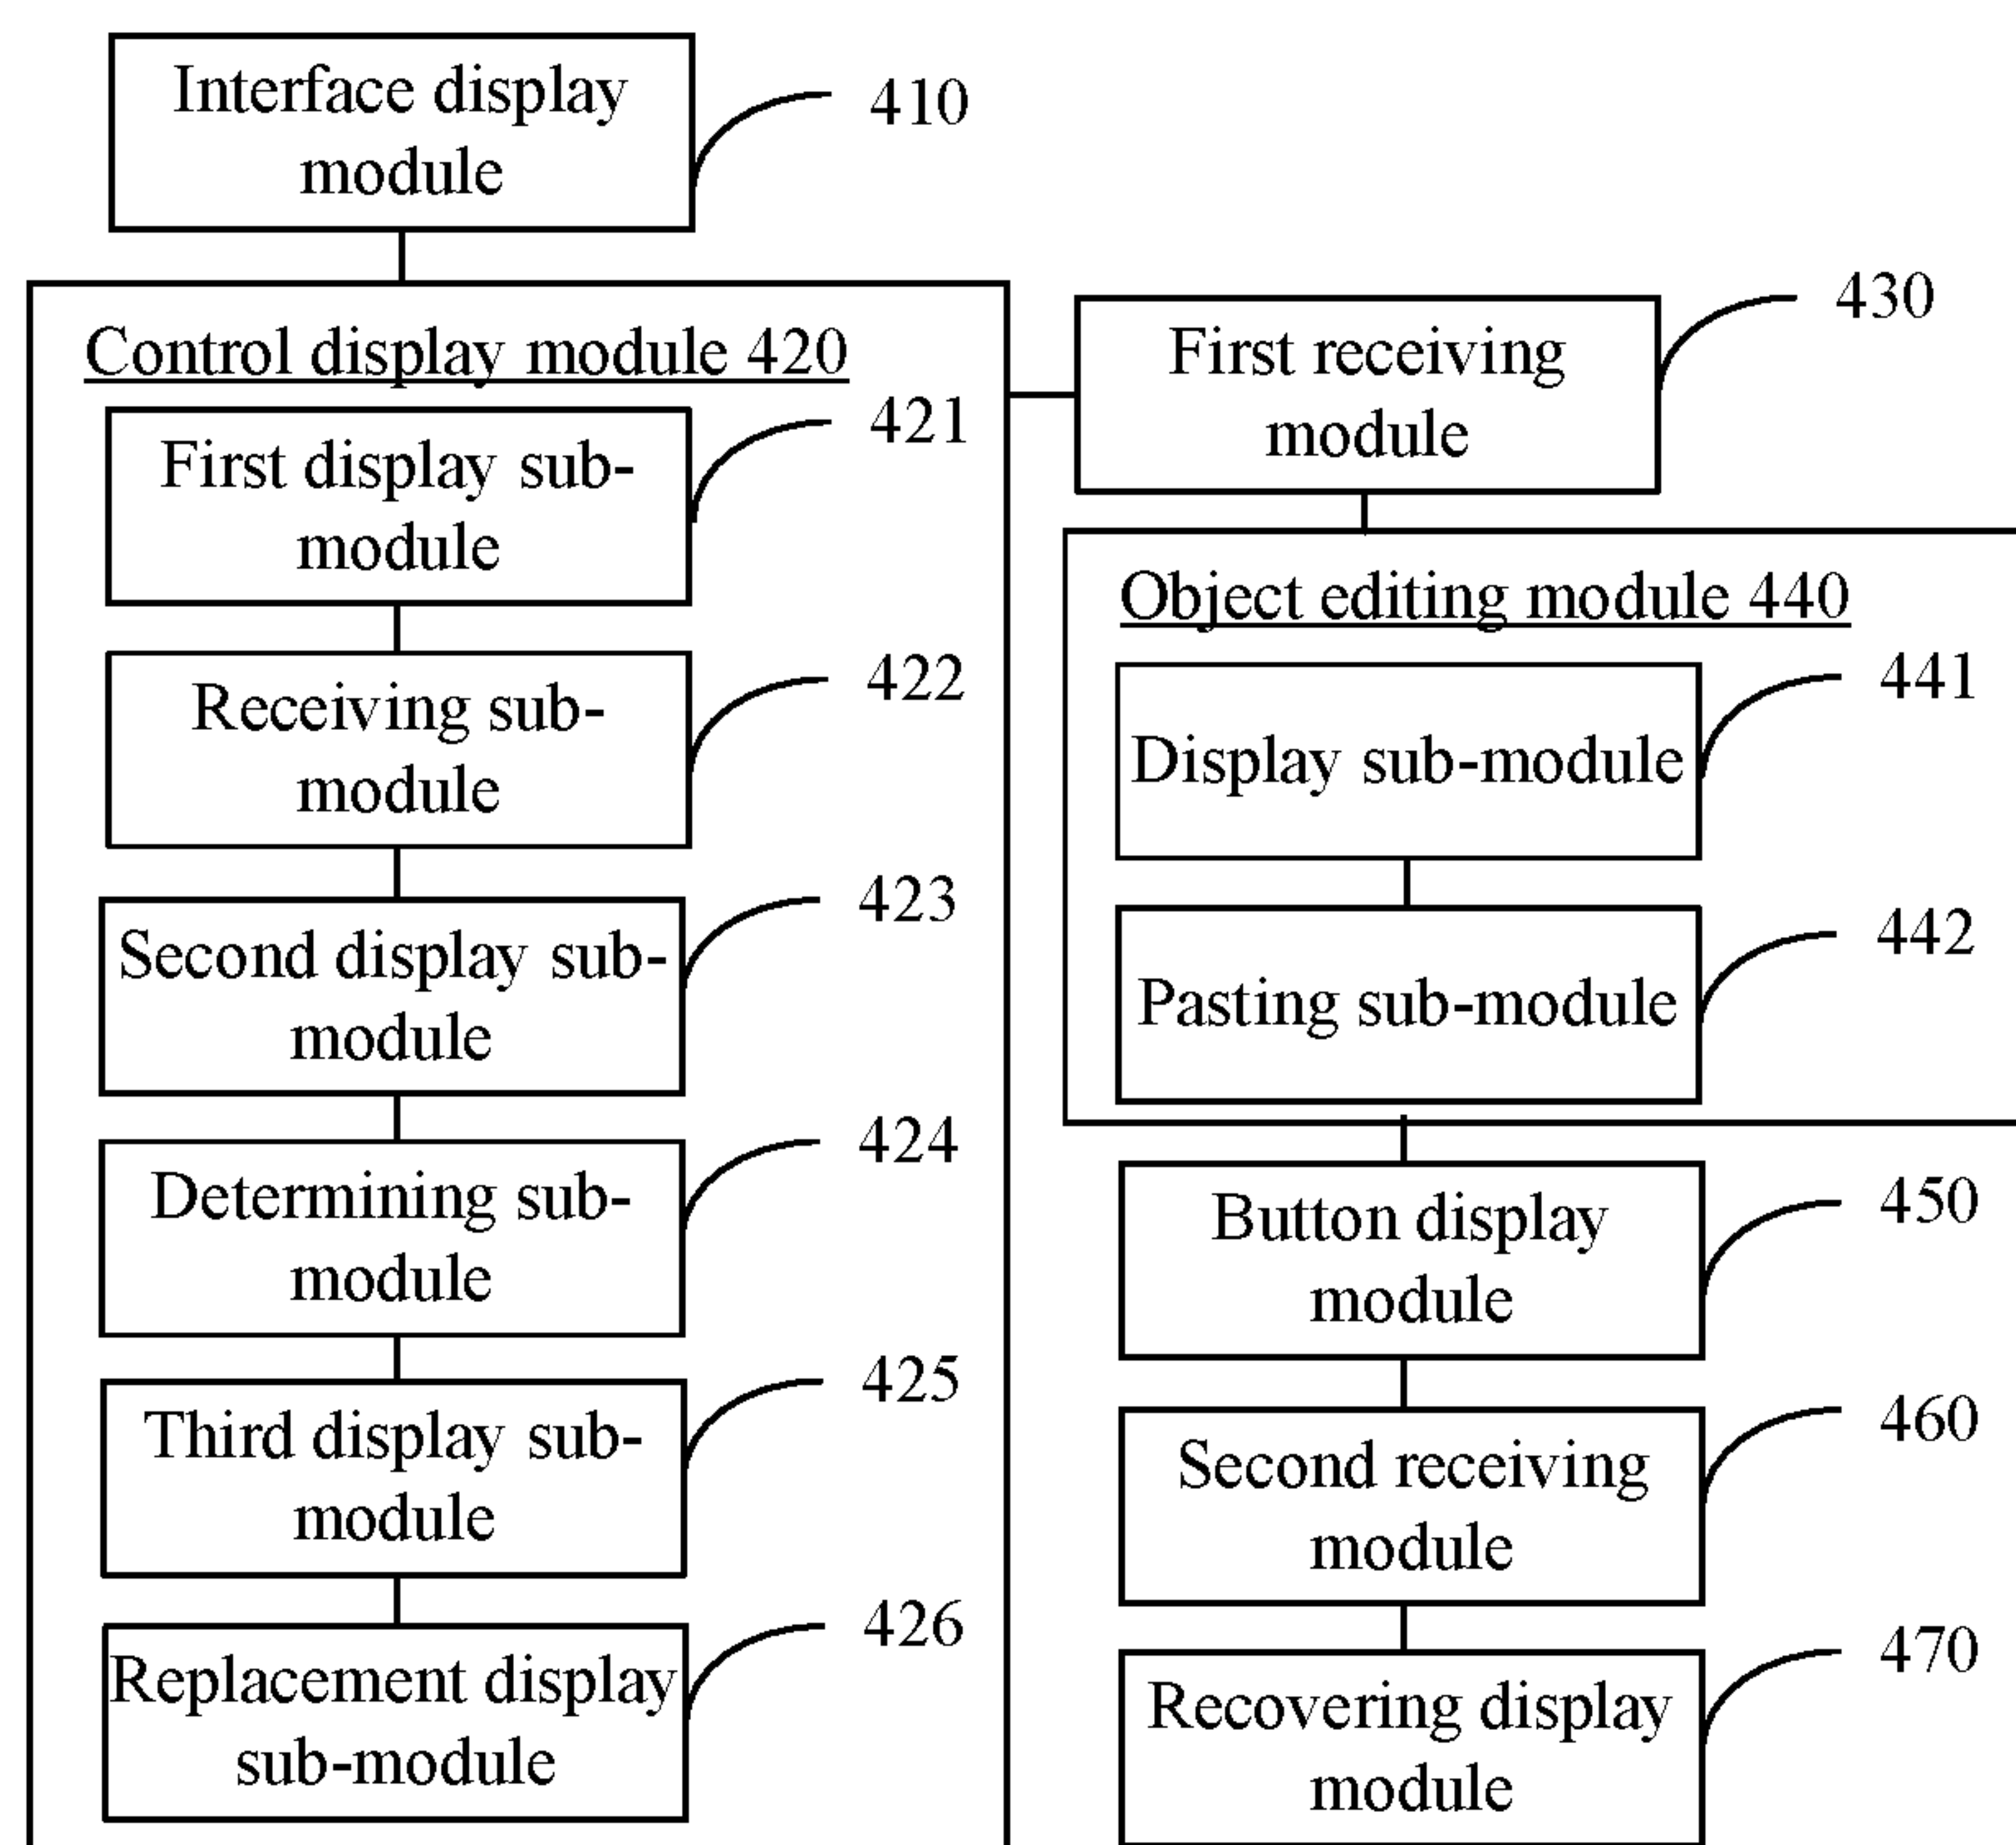 Interface display
module
410
Control display module 420
First display sub-
module
421
Receiving sub-
module
422
Second display sub-
module
423
Determining sub-
module
424
Third display sub-
module
425
Replacement display
sub-module
426
First receiving
module
430
Object editing module 440
Display sub-module
441
Pasting sub-module
442
Button display
module
450
Second receiving
module
460
Recovering display
module
470